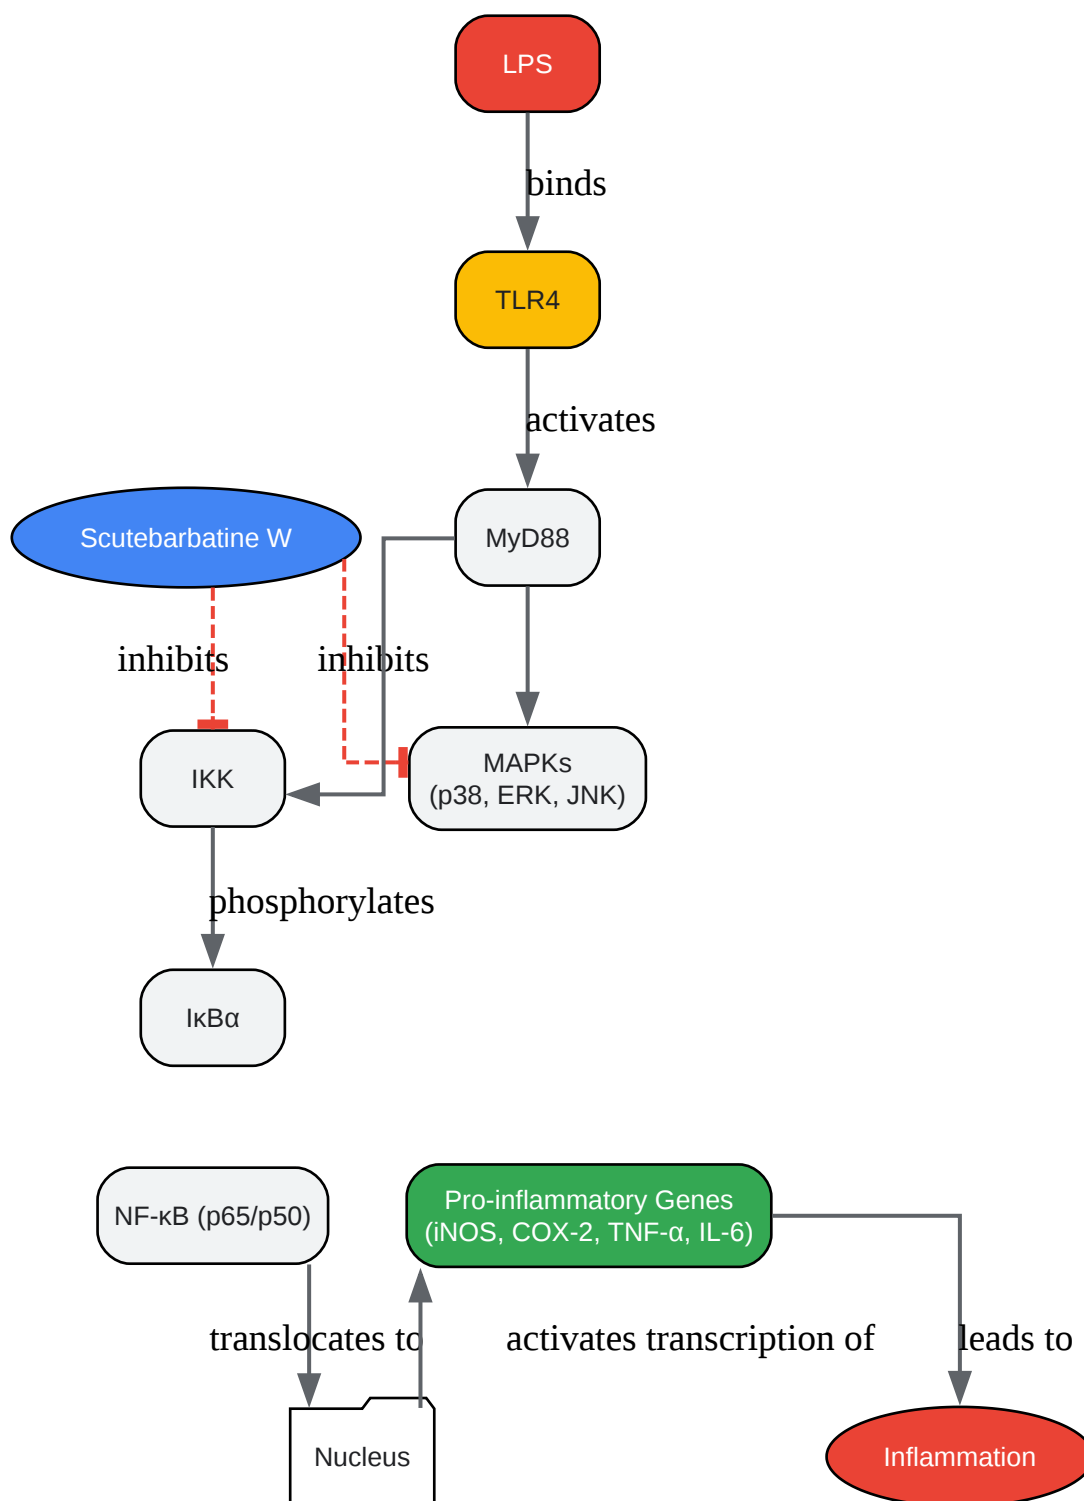 LPS
binds
TLR4
activates
Scutebarbatine W
MyD88
inhibits
inhibits
IKK
MAPKs
(p38, ERK, JNK)
phosphorylates
IκBα
NF-κB (p65/p50)
Pro-inflammatory Genes
(iNOS, COX-2, TNF-α, IL-6)
translocates to
activates transcription of
leads to
Nucleus
Inflammation